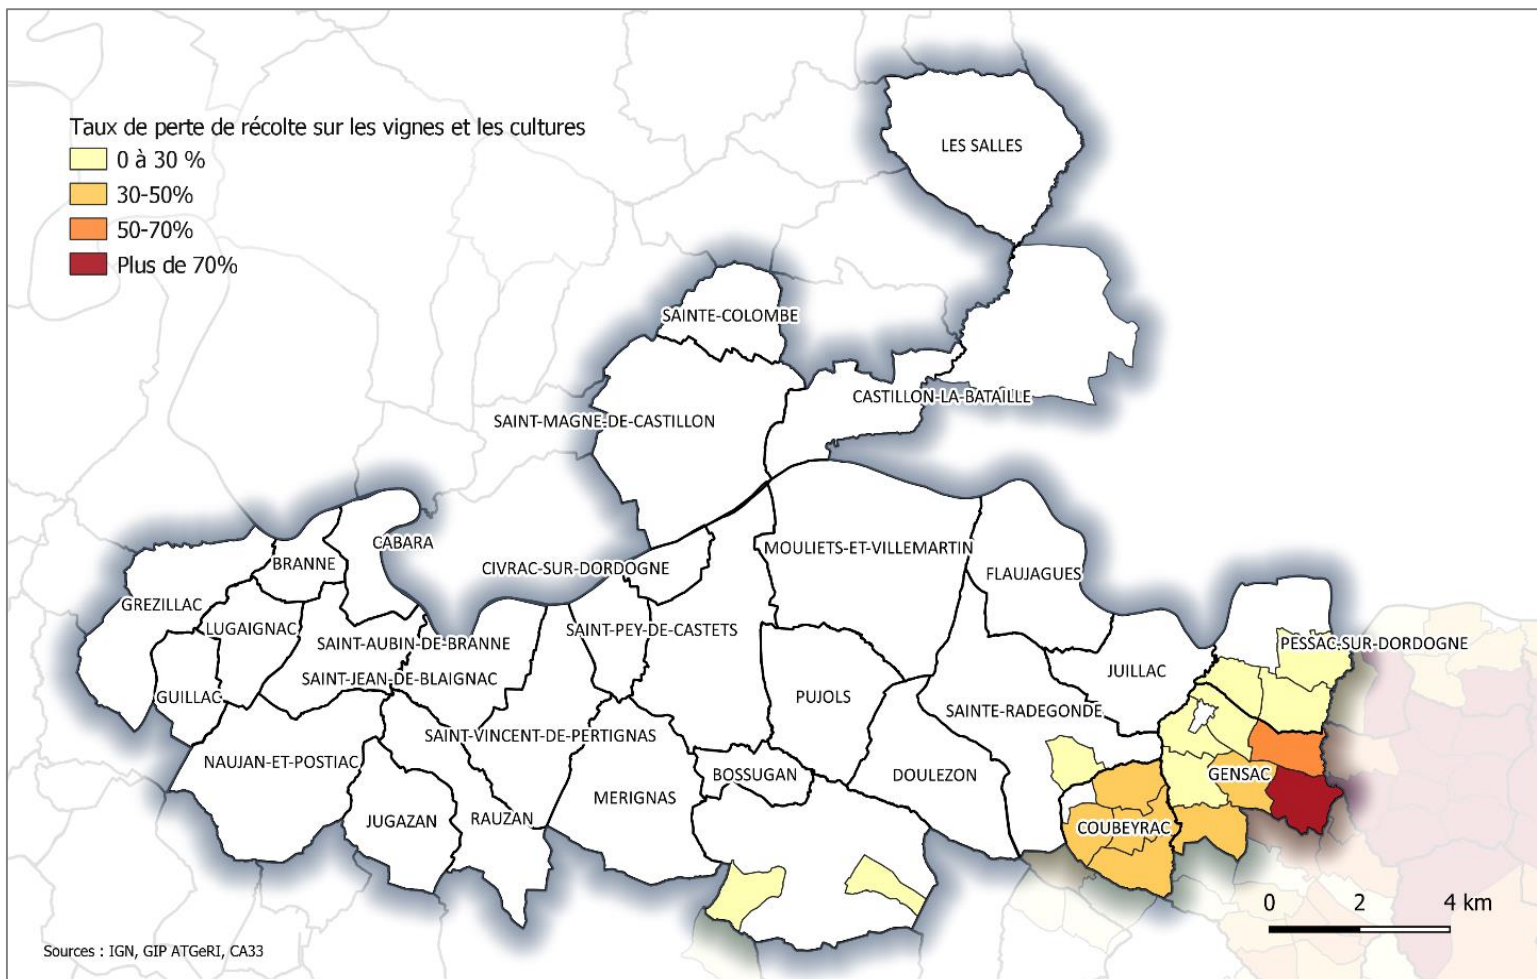 Taux de perte de récolte sur les vignes et les cultures
0 à 30 %
30-50%
50-70%
Plus de 70%
LES SALLES
SAINTE-COLOMBE
CASTILLON-LA-BATAILLE
SAINT-MAGNE-DE-CASTILLON
CABARA
BRANNE
CIVRAC-SUR-DORDOGNE
MOULIETS-ET-VILLEMARTIN
FLAUJAGUES
GREZILLAC
LUGAIGNAC
SAINT-AUBIN-DE-BRANNE
SAINT-PEY-DE-CASTETS
PESSAC-SUR-DORDOGNE
SAINT-JEAN-DE-BLAIGNAC
JUILLAC
GUILLAC
PUJOLS
SAINTE-RADEGONDE
SAINT-VINCENT-DE-PERTIGNAS
NAUJAN-ET-POSTIAC
BOSSUGAN
DOULEZON
GENSAC
MERIGNAS
JUGAZAN
RAUZAN
COUBEYRAC
0 2 4 km
Sources : IGN, GIP ATGeRI, CA33